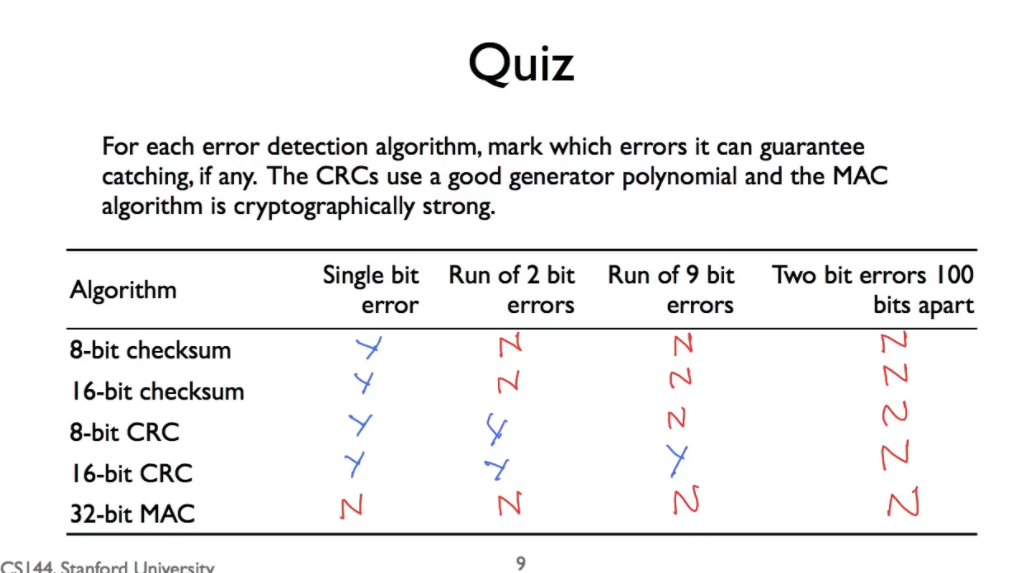 Quiz
For each error detection algorithm, mark which errors it can guarantee
catching, if any. The CRCs use a good generator polynomial and the MAC
algorithm is cryptographically strong.
Algorithm
Single bit
error
Run of 2 bit
errors
Run of 9 bit
errors
Two bit errors 100
bits apart
8-bit checksum Y N N N
16-bit checksum Y N N N
8-bit CRC Y Y N N
16-bit CRC Y Y Y N
32-bit MAC N N N N
CS144, Stanford University
9